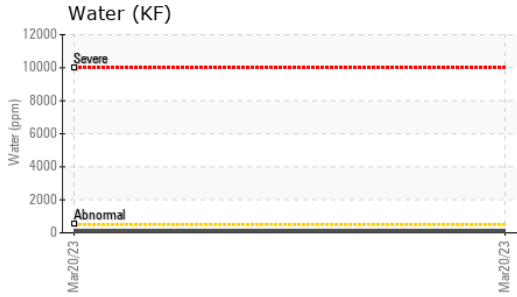 Water (KF)
12000
Severe
10000
8000
Water (ppm)
6000
4000
2000
Abnormal
0
Mar20/23
Mar20/23